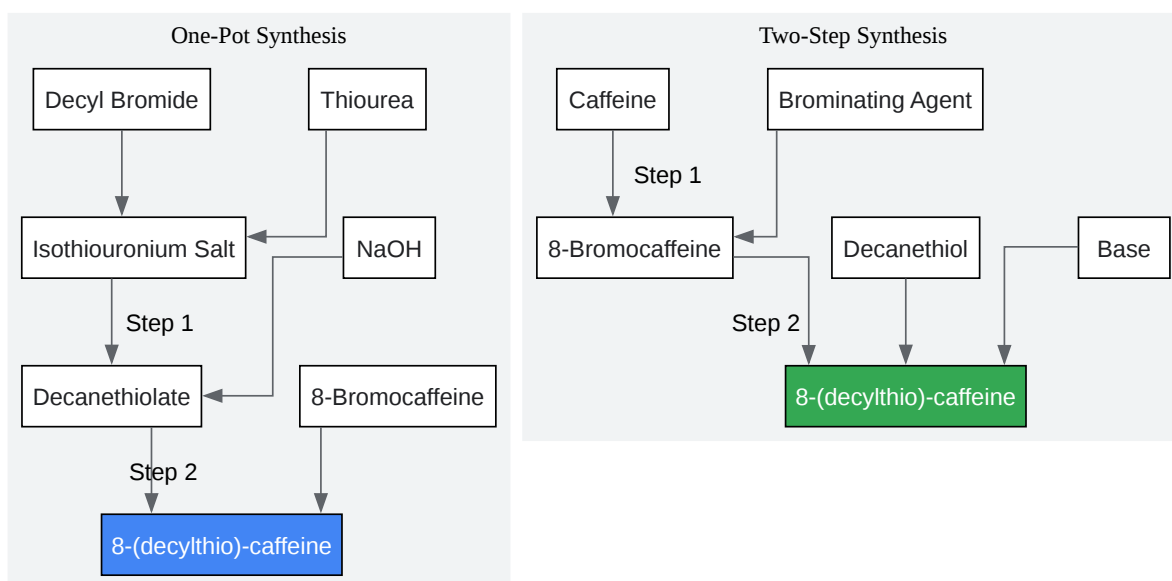 One-Pot Synthesis
Decyl Bromide
Thiourea
Isothiouronium Salt
NaOH
Step 1
Decanethiolate
8-Bromocaffeine
Step 2
8-(decylthio)-caffeine
Two-Step Synthesis
Caffeine
Brominating Agent
Step 1
8-Bromocaffeine
Decanethiol
Base
Step 2
8-(decylthio)-caffeine